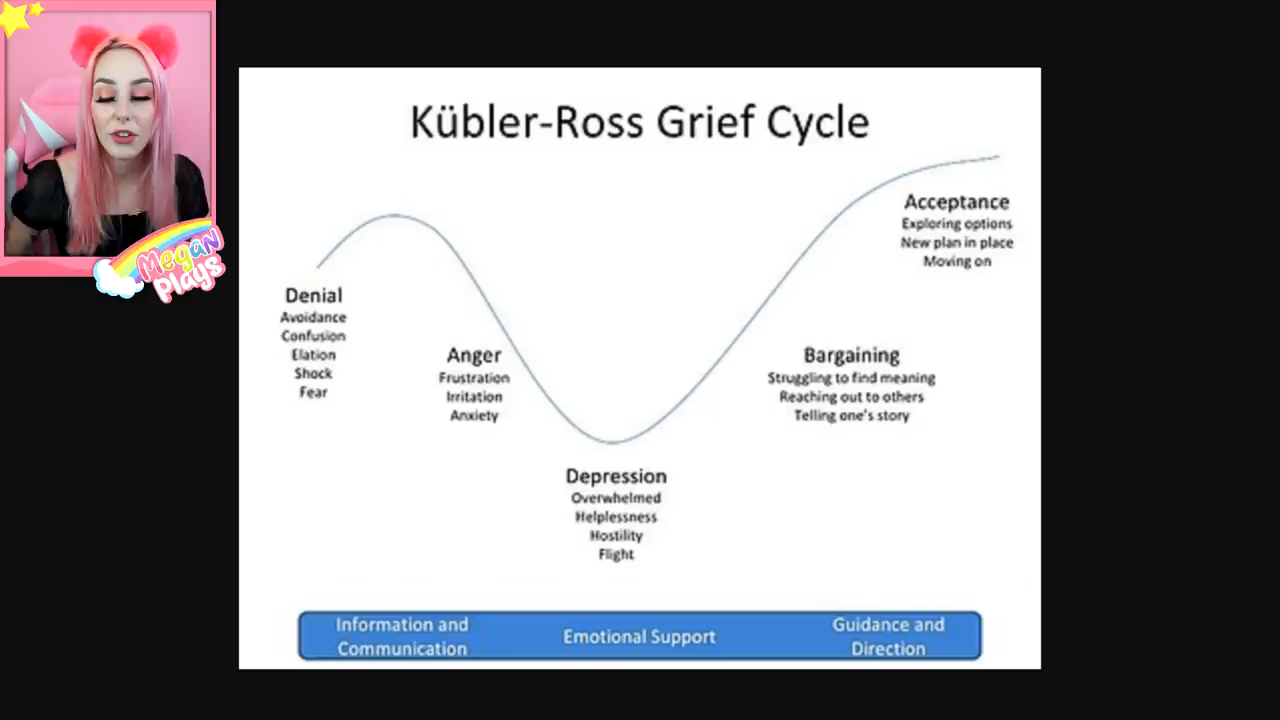 Megan
Plays
Kübler-Ross Grief Cycle
Denial
Avoidance
Confusion
Elation
Shock
Fear
Anger
Frustration
Irritation
Anxiety
Depression
Overwhelmed
Helplessness
Hostility
Flight
Bargaining
Struggling to find meaning
Reaching out to others
Telling one's story
Acceptance
Exploring options
New plan in place
Moving on
Information and
Communication
Emotional Support
Guidance and
Direction